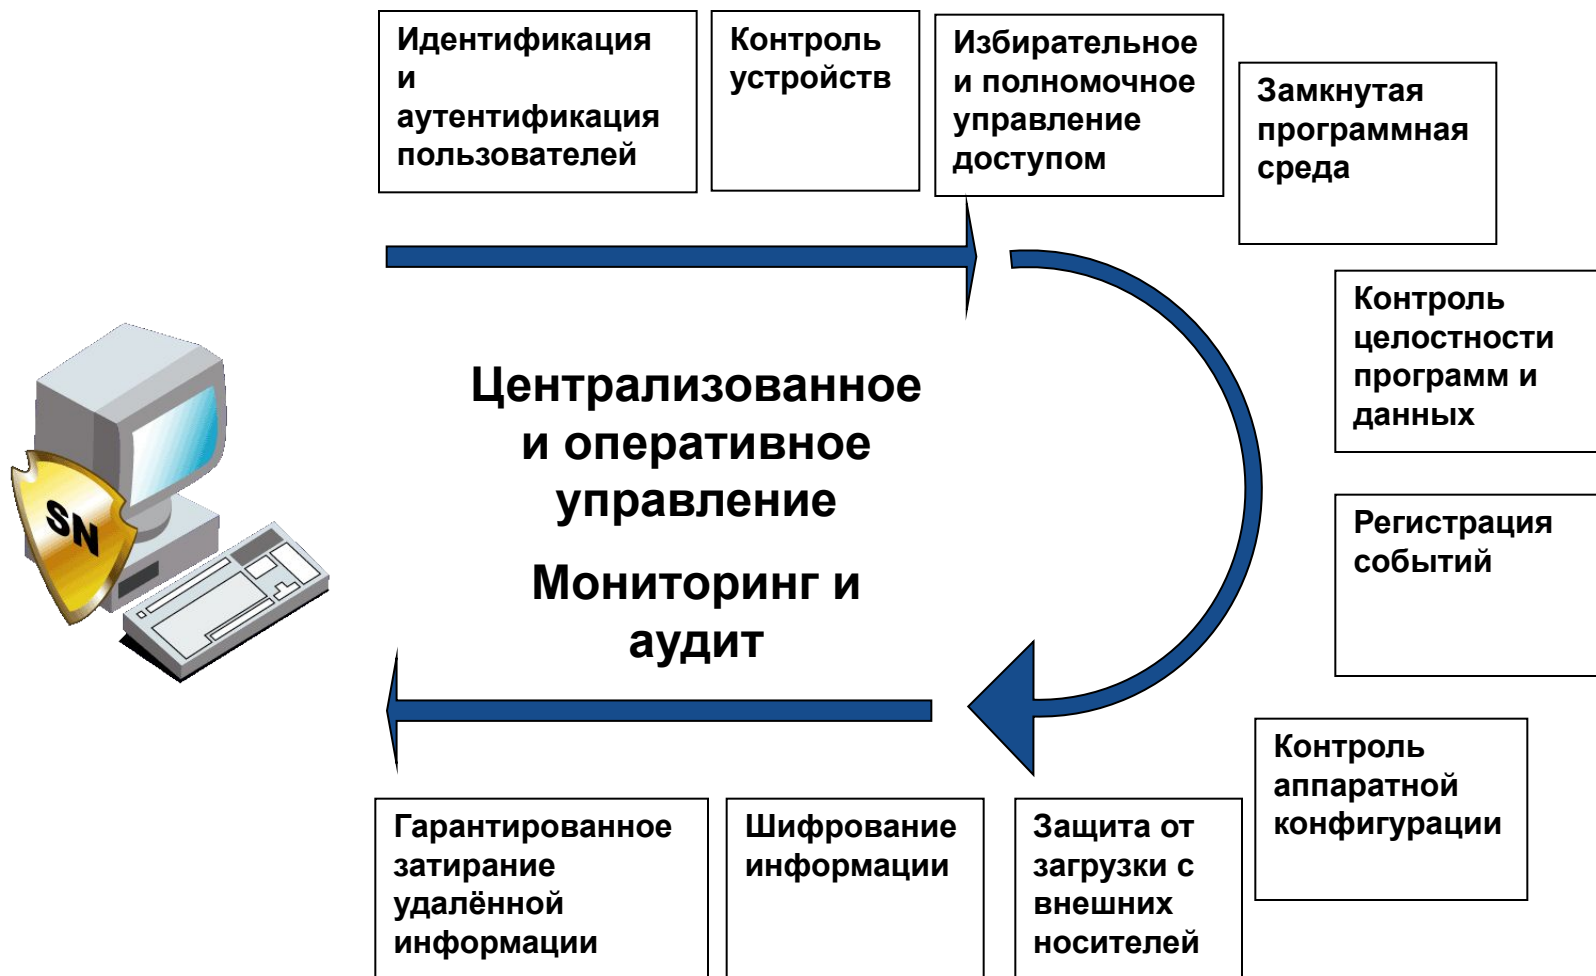 Идентификация
и
аутентификация
пользователей
Контроль
устройств
Избирательное
и полномочное
управление
доступом
Замкнутая
программная
среда
Контроль
целостности
программ и
данных
Регистрация
событий
Контроль
аппаратной
конфигурации
Защита от
загрузки с
внешних
носителей
Шифрование
информации
Гарантированное
затирание
удалённой
информации
Централизованное
и оперативное
управление
Мониторинг и
аудит
SN